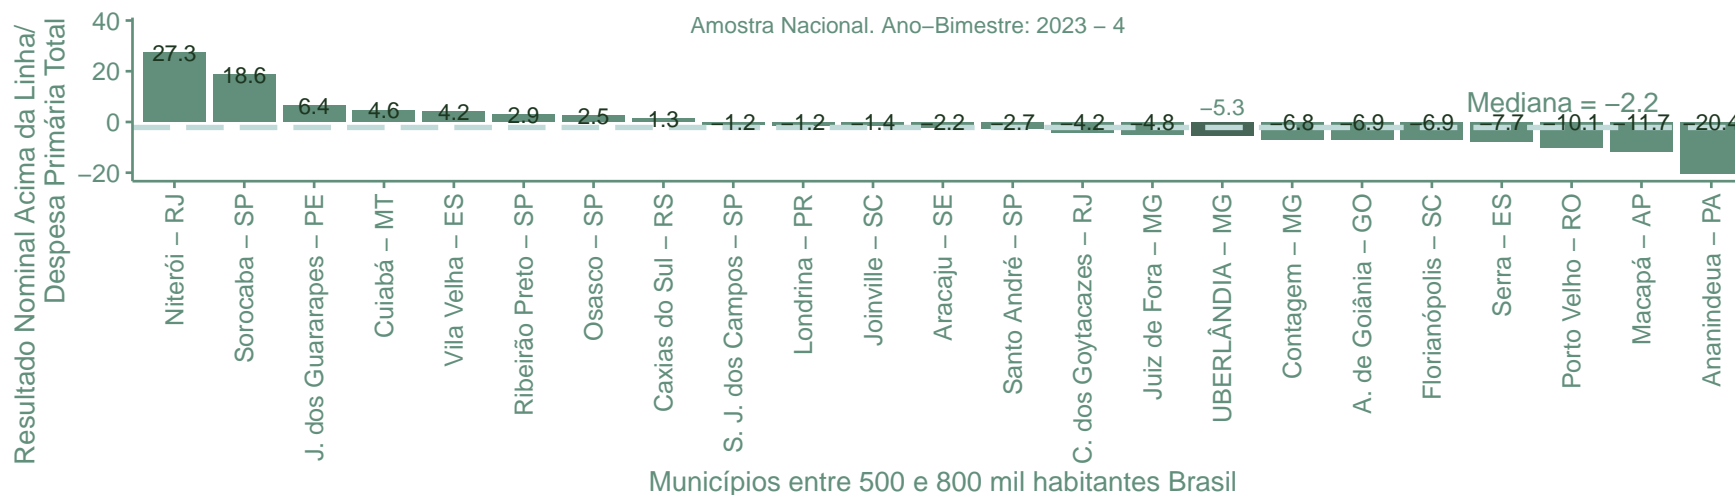 Resultado Nominal Acima da Linha/
Despesa Primária Total
Amostra Nacional. Ano−Bimestre: 2023 − 4
40
20
0
−20
27.3
18.6
6.4
4.6
4.2
2.9
2.5
1.3
−1.2
−1.2
−1.4
−2.2
−2.7
−4.2
−4.8
−5.3
−6.8
−6.9
−6.9
−7.7
−10.1
−11.7
−20.4
Mediana = −2.2
Niterói − RJ
Sorocaba − SP
J. dos Guararapes − PE
Cuiabá − MT
Vila Velha − ES
Ribeirão Preto − SP
Osasco − SP
Caxias do Sul − RS
S. J. dos Campos − SP
Londrina − PR
Joinville − SC
Aracaju − SE
Santo André − SP
C. dos Goytacazes − RJ
Juiz de Fora − MG
UBERLÂNDIA − MG
Contagem − MG
A. de Goiânia − GO
Florianópolis − SC
Serra − ES
Porto Velho − RO
Macapá − AP
Ananindeua − PA
Municípios entre 500 e 800 mil habitantes Brasil